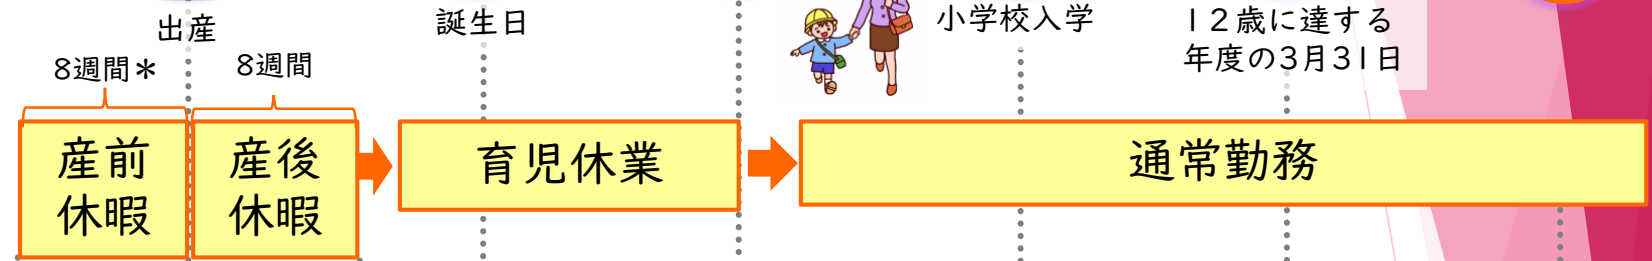 出産
誕生日
小学校入学
12歳に達する
年度の3月31日
8週間＊
8週間
産前
休暇
産後
休暇
育児休業
通常勤務